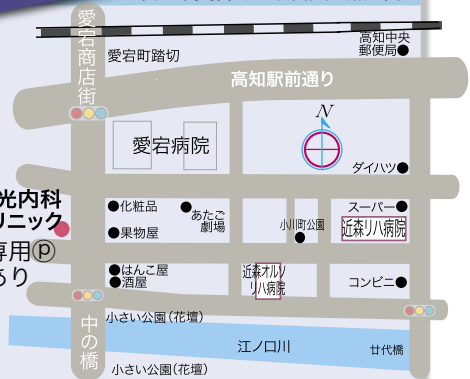 愛宕商店街
愛宕町踏切
高知中央
郵便局
高知駅前通り
N
愛宕病院
ダイハツ
光内科
リニック
専用Ⓟ
あり
化粧品
あたご
劇場
果物屋
小川町公園
スーパー
近森リハ病院
はんこ屋
酒屋
近森オルソ
リハ病院
コンビニ
小さい公園(花壇)
中の橋
江ノ口川
廿代橋
小さい公園(花壇)